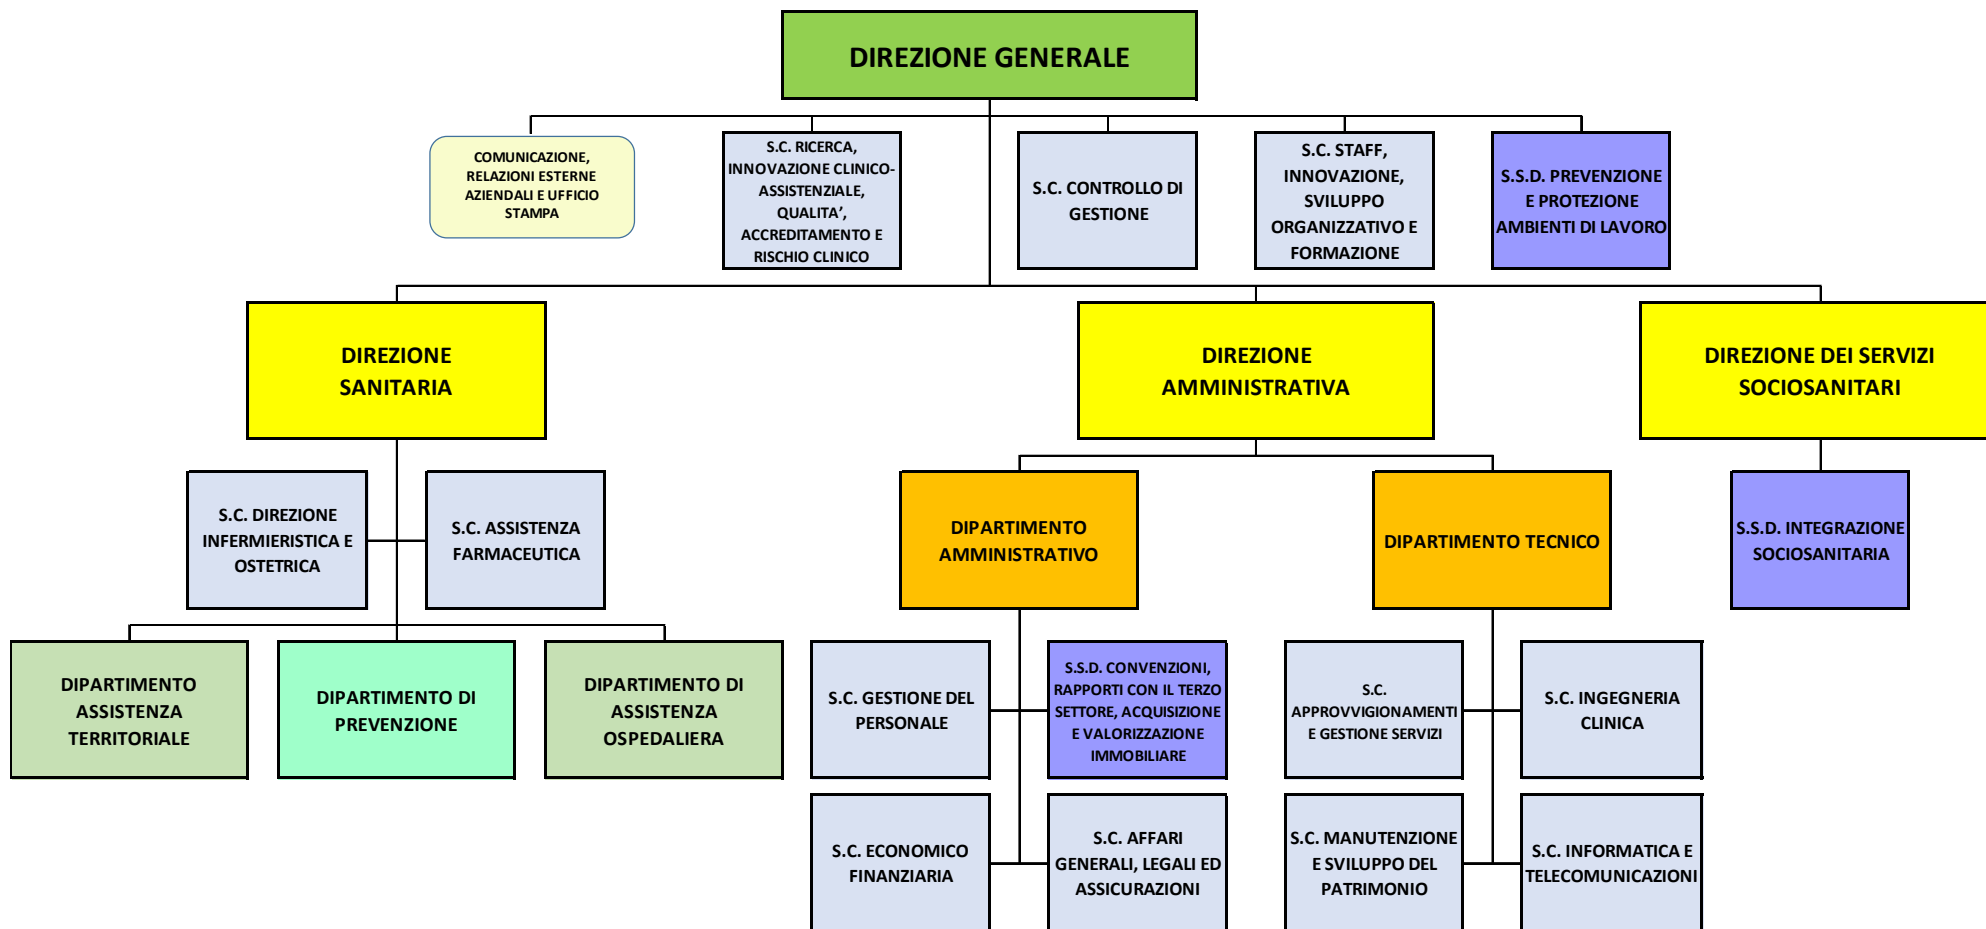 DIREZIONE GENERALE
COMUNICAZIONE,
RELAZIONI ESTERNE
AZIENDALI E UFFICIO
STAMPA
S.C. RICERCA,
INNOVAZIONE CLINICO-
ASSISTENZIALE,
QUALITA’,
ACCREDITAMENTO E
RISCHIO CLINICO
S.C. CONTROLLO DI
GESTIONE
S.C. STAFF,
INNOVAZIONE,
SVILUPPO
ORGANIZZATIVO E
FORMAZIONE
S.S.D. PREVENZIONE
E PROTEZIONE
AMBIENTI DI LAVORO
DIREZIONE
SANITARIA
DIREZIONE
AMMINISTRATIVA
DIREZIONE DEI SERVIZI
SOCIOSANITARI
S.C. DIREZIONE
INFERMIERISTICA E
OSTETRICA
S.C. ASSISTENZA
FARMACEUTICA
DIPARTIMENTO
AMMINISTRATIVO
DIPARTIMENTO TECNICO
S.S.D. INTEGRAZIONE
SOCIOSANITARIA
DIPARTIMENTO
ASSISTENZA
TERRITORIALE
DIPARTIMENTO DI
PREVENZIONE
DIPARTIMENTO DI
ASSISTENZA
OSPEDALIERA
S.C. GESTIONE DEL
PERSONALE
S.S.D. CONVENZIONI,
RAPPORTI CON IL TERZO
SETTORE, ACQUISIZIONE
E VALORIZZAZIONE
IMMOBILIARE
S.C.
APPROVVIGIONAMENTI
E GESTIONE SERVIZI
S.C. INGEGNERIA
CLINICA
S.C. ECONOMICO
FINANZIARIA
S.C. AFFARI
GENERALI, LEGALI ED
ASSICURAZIONI
S.C. MANUTENZIONE
E SVILUPPO DEL
PATRIMONIO
S.C. INFORMATICA E
TELECOMUNICAZIONI